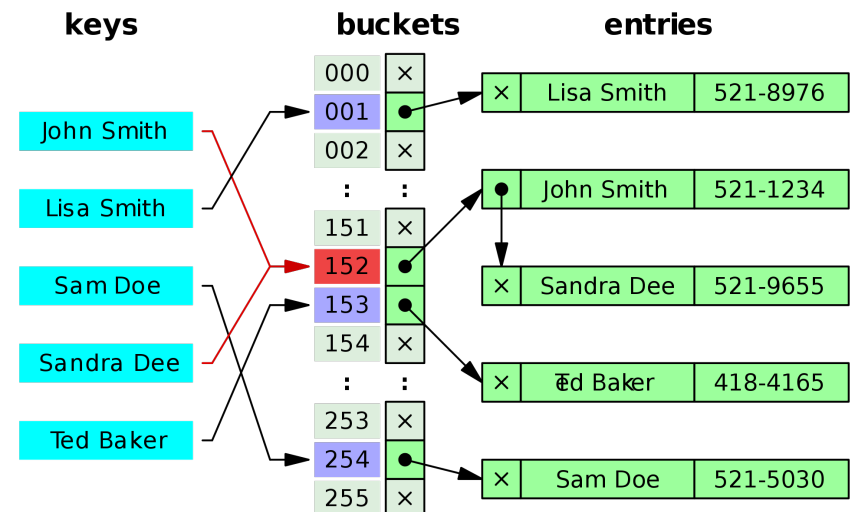 keys
buckets
entries
John Smith
Lisa Smith
Sam Doe
Sandra Dee
Ted Baker
000 ×
001
002 ×
: :
151 ×
152
153
154 ×
: :
253 ×
254
255 ×
× Lisa Smith 521-8976
John Smith 521-1234
× Sandra Dee 521-9655
× Ted Baker 418-4165
× Sam Doe 521-5030